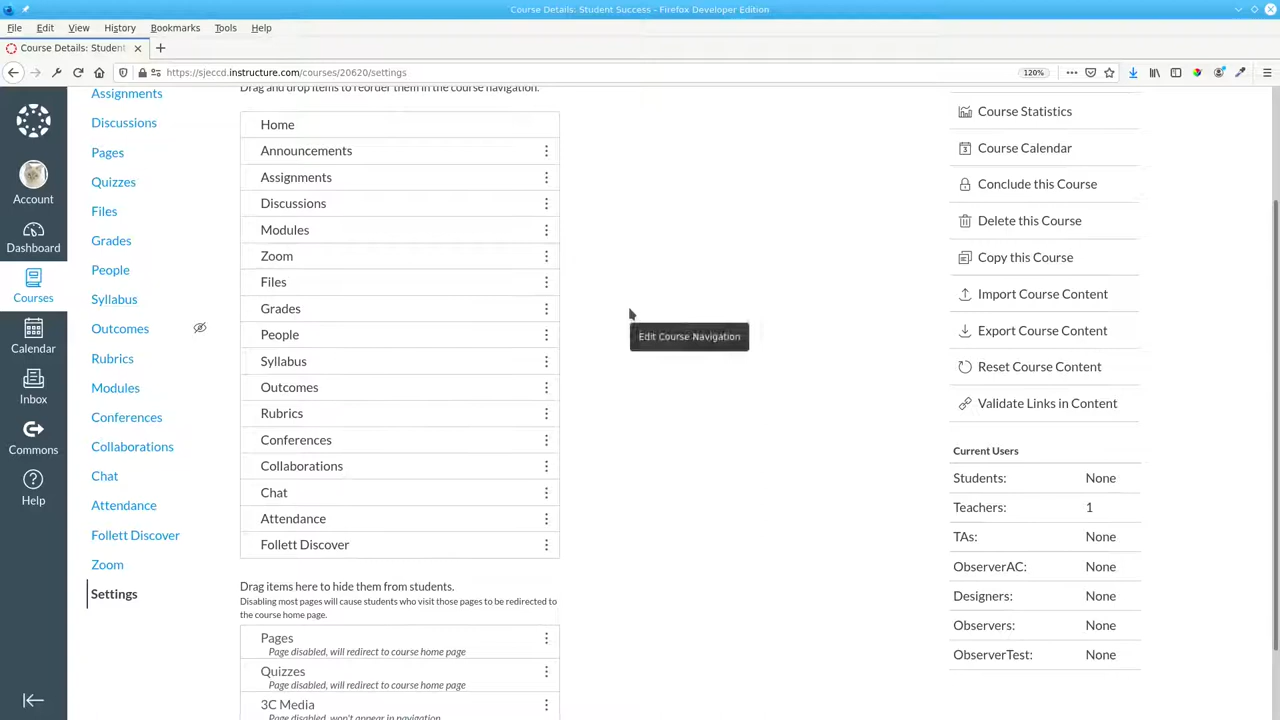 Course Details: Student Success - Firefox Developer Edition
File Edit View History Bookmarks Tools Help
Course Details: Student
https://sjeccd.instructure.com/courses/20620/settings
120%
Account
Dashboard
Courses
Calendar
Inbox
Commons
Help
Assignments
Discussions
Pages
Quizzes
Files
Grades
People
Syllabus
Outcomes
Rubrics
Modules
Conferences
Collaborations
Chat
Attendance
Follett Discover
Zoom
Settings
Drag and drop items to reorder them in the course navigation.
Home
Announcements
Assignments
Discussions
Modules
Zoom
Files
Grades
People
Syllabus
Outcomes
Rubrics
Conferences
Collaborations
Chat
Attendance
Follett Discover
Drag items here to hide them from students.
Disabling most pages will cause students who visit those pages to be redirected to
the course home page.
Pages
Page disabled, will redirect to course home page
Quizzes
Page disabled, will redirect to course home page
3C Media
Page disabled, won't appear in navigation
Edit Course Navigation
Course Statistics
3
Course Calendar
Conclude this Course
Delete this Course
Copy this Course
Import Course Content
Export Course Content
Reset Course Content
Validate Links in Content
Current Users
Students: None
Teachers: 1
TAs: None
ObserverAC: None
Designers: None
Observers: None
ObserverTest: None